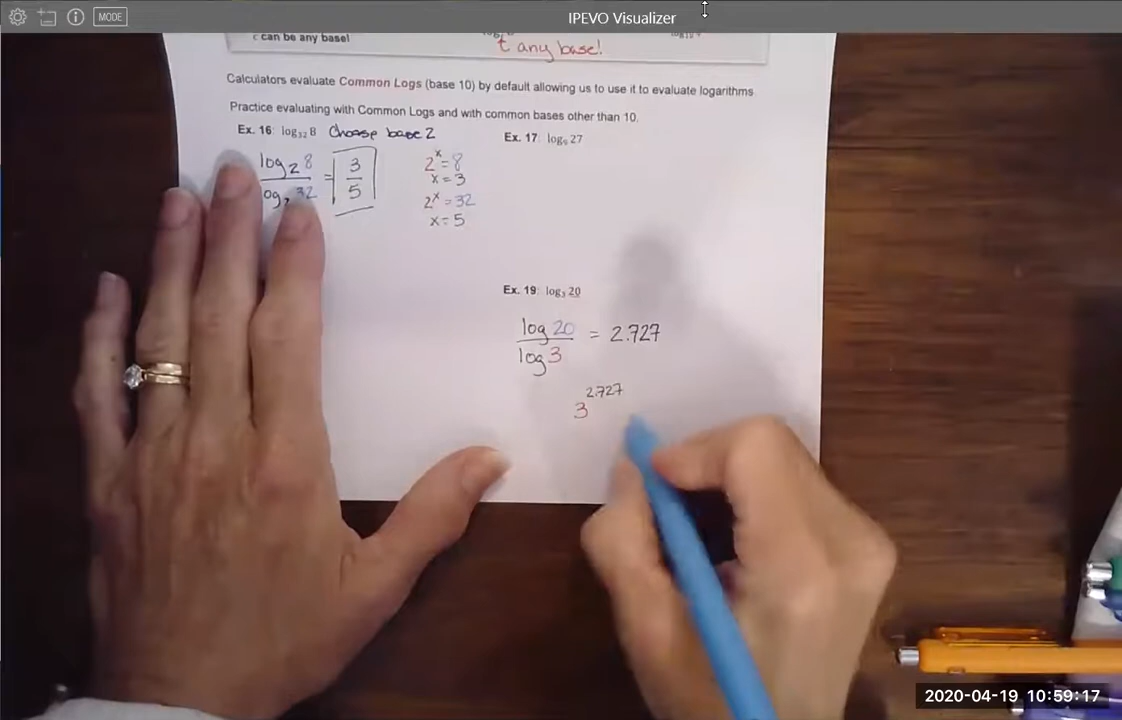 MODE
IPEVO Visualizer
c can be any base!
t any base!
Calculators evaluate Common Logs (base 10) by default allowing us to use it to evaluate logarithms
Practice evaluating with Common Logs and with common bases other than 10.
Ex. 16: log₃₂ 8 Choose base 2
Ex. 17: log₉ 27
log₂ 8
log₂ 32
= 3/5
2ˣ = 8
x = 3
2ˣ = 32
x = 5
Ex. 19: log₃ 20
log 20
log 3
= 2.727
3^2.727
2020-04-19 10:59:17